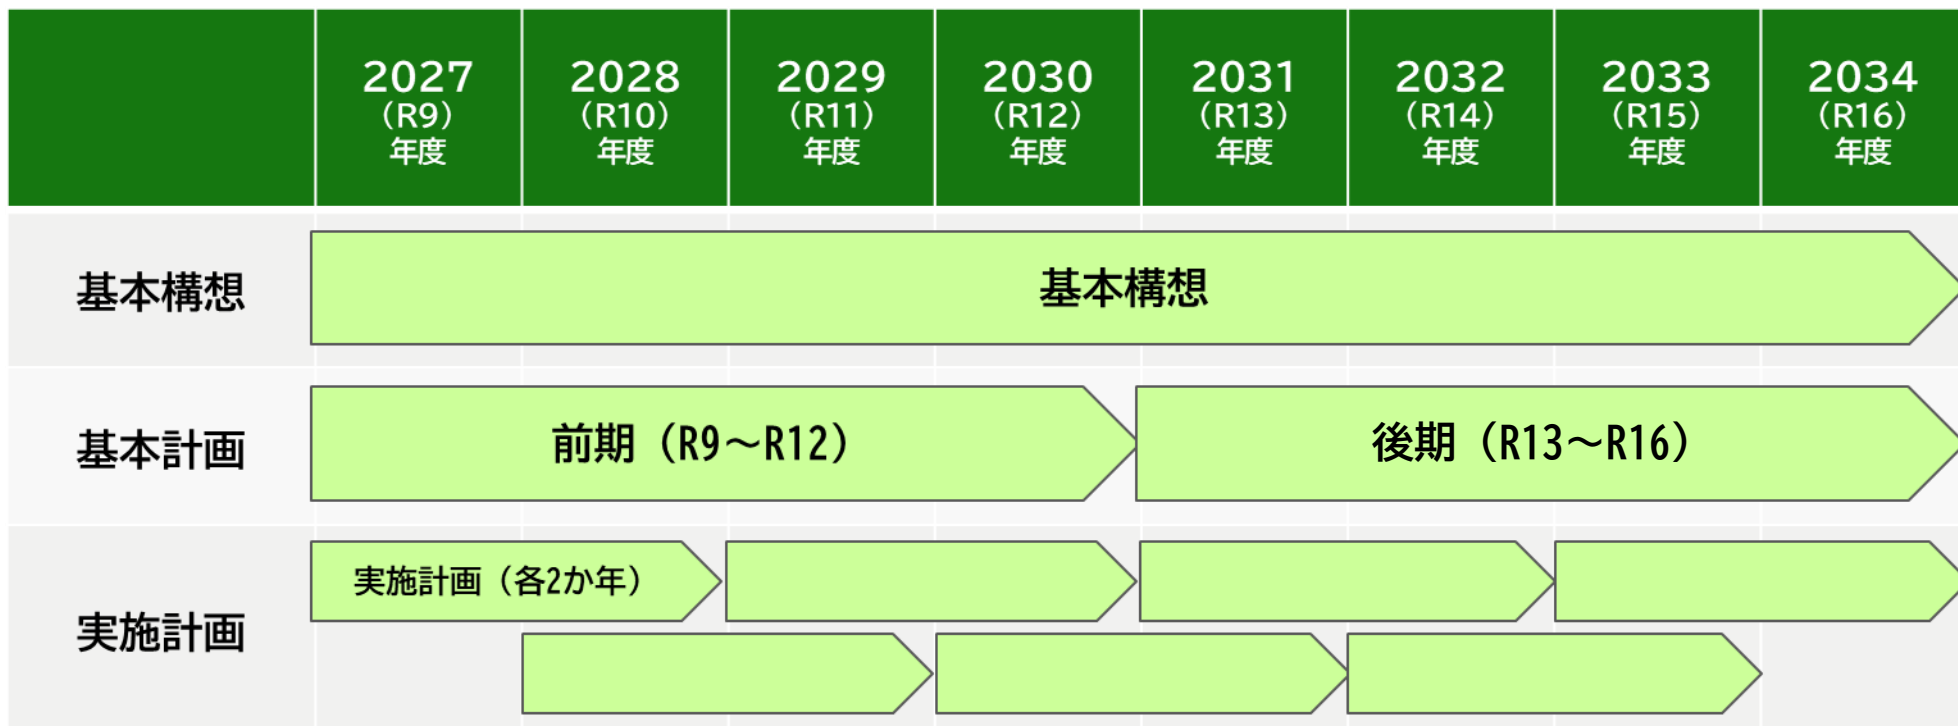 2027
（R9）
年度
2028
（R10）
年度
2029
（R11）
年度
2030
（R12）
年度
2031
（R13）
年度
2032
（R14）
年度
2033
（R15）
年度
2034
（R16）
年度
基本構想
基本構想
基本計画
前期（R9～R12）
後期（R13～R16）
実施計画
実施計画（各2か年）